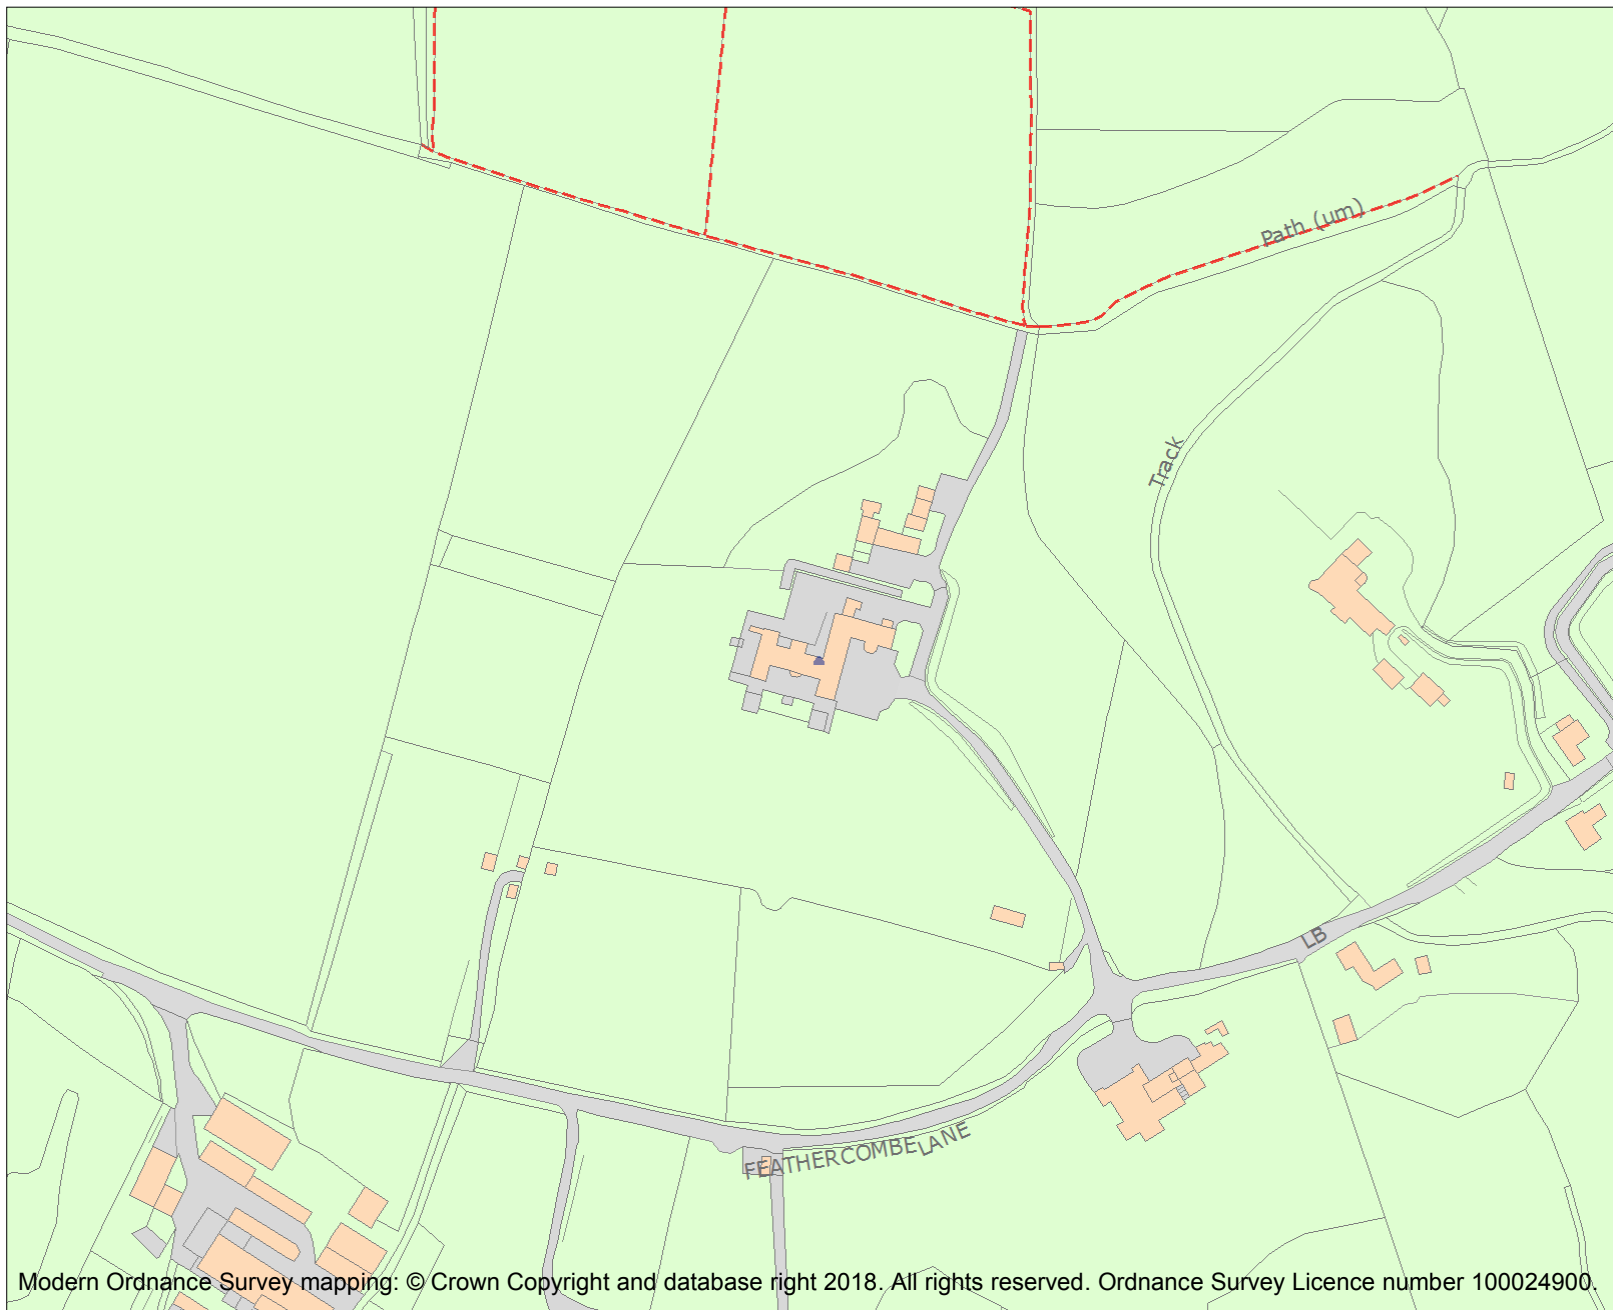 Path (um)
Track
LB
FEATHERCOMBE LANE
Modern Ordnance Survey mapping: © Crown Copyright and database right 2018. All rights reserved. Ordnance Survey Licence number 100024900.